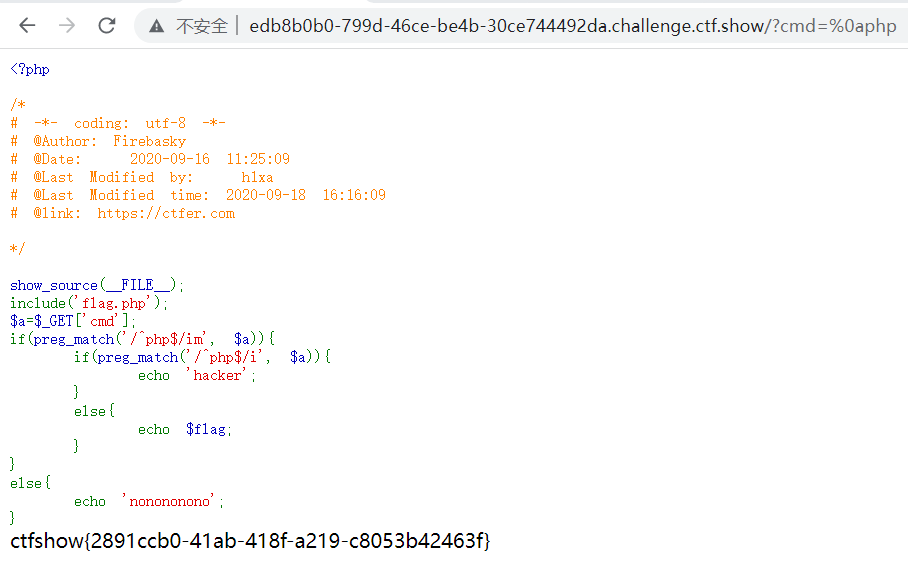 不安全 | edb8b0b0-799d-46ce-be4b-30ce744492da.challenge.ctf.show/?cmd=%0aphp
<?php
/*
# -*- coding: utf-8 -*-
# @Author: Firebasky
# @Date:   2020-09-16 11:25:09
# @Last Modified by:   h1xa
# @Last Modified time: 2020-09-18 16:16:09
# @link: https://ctfer.com
*/
show_source(__FILE__);
include('flag.php');
$a=$_GET['cmd'];
if(preg_match('/^php$/im', $a)){
    if(preg_match('/^php$/i', $a)){
        echo 'hacker';
    }
    else{
        echo $flag;
    }
}
else{
    echo 'nonononono';
}
ctfshow{2891ccb0-41ab-418f-a219-c8053b42463f}